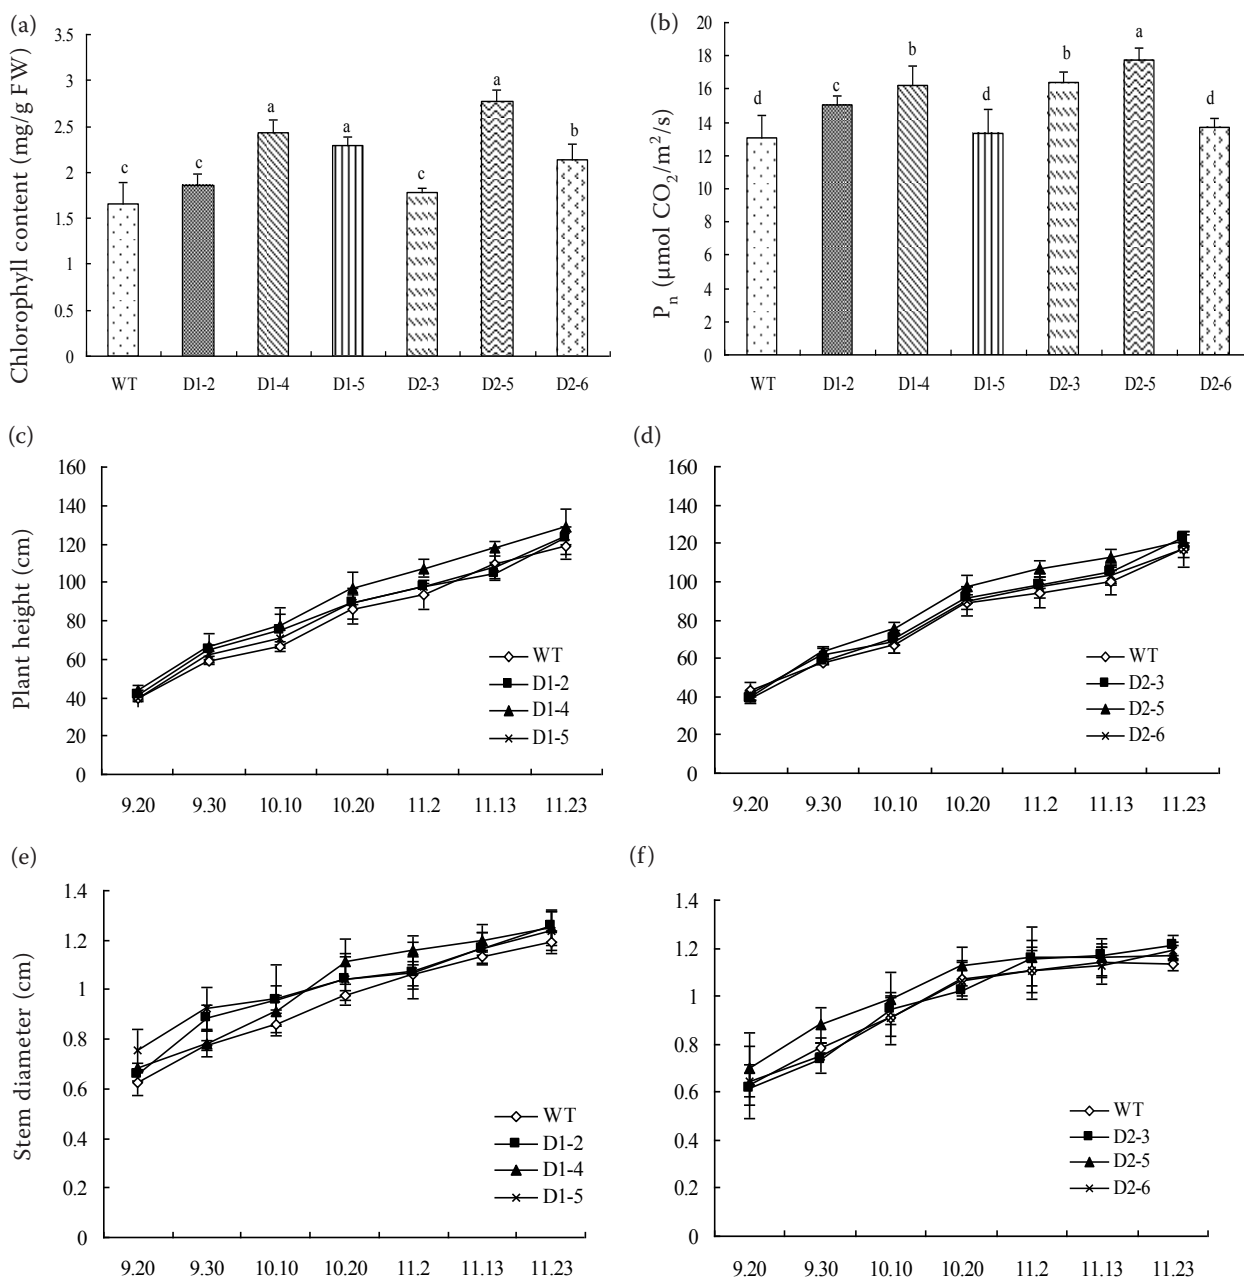 (a)
Chlorophyll content (mg/g FW)
3.5
3
2.5
2
1.5
1
0.5
0
c
c
a
a
c
a
b
WT D1-2 D1-4 D1-5 D2-3 D2-5 D2-6
(b)
Pn (μmol CO2/m2/s)
20
18
16
14
12
10
8
6
4
2
0
d
c
b
d
b
a
d
WT D1-2 D1-4 D1-5 D2-3 D2-5 D2-6
(c)
Plant height (cm)
160
140
120
100
80
60
40
20
0
WT
D1-2
D1-4
D1-5
9.20 9.30 10.10 10.20 11.2 11.13 11.23
(d)
160
140
120
100
80
60
40
20
0
WT
D2-3
D2-5
D2-6
9.20 9.30 10.10 10.20 11.2 11.13 11.23
(e)
Stem diameter (cm)
1.4
1.2
1
0.8
0.6
0.4
0.2
0
WT
D1-2
D1-4
D1-5
9.20 9.30 10.10 10.20 11.2 11.13 11.23
(f)
1.4
1.2
1
0.8
0.6
0.4
0.2
0
WT
D2-3
D2-5
D2-6
9.20 9.30 10.10 10.20 11.2 11.13 11.23